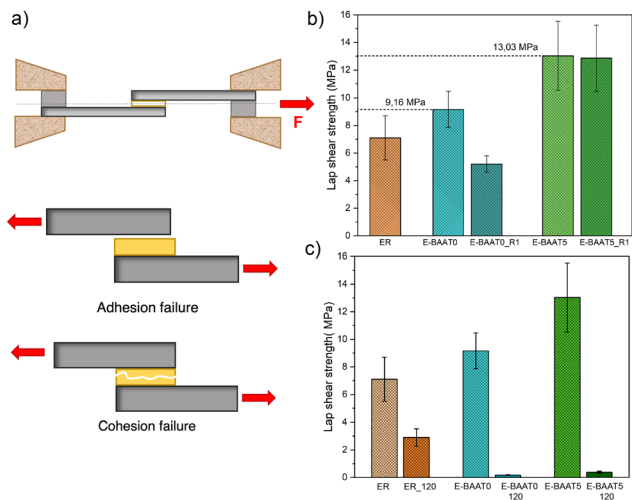 a)
F
Adhesion failure
Cohesion failure
b)
Lap shear strength (MPa)
16
14
12
10
8
6
4
2
0
13,03 MPa
9,16 MPa
ER
E-BAAT0
E-BAAT0_R1
E-BAAT5
E-BAAT5_R1
c)
Lap shear strength( MPa)
16
14
12
10
8
6
4
2
0
ER
ER_120
E-BAAT0
E-BAAT0
120
E-BAAT5
E-BAAT5
120